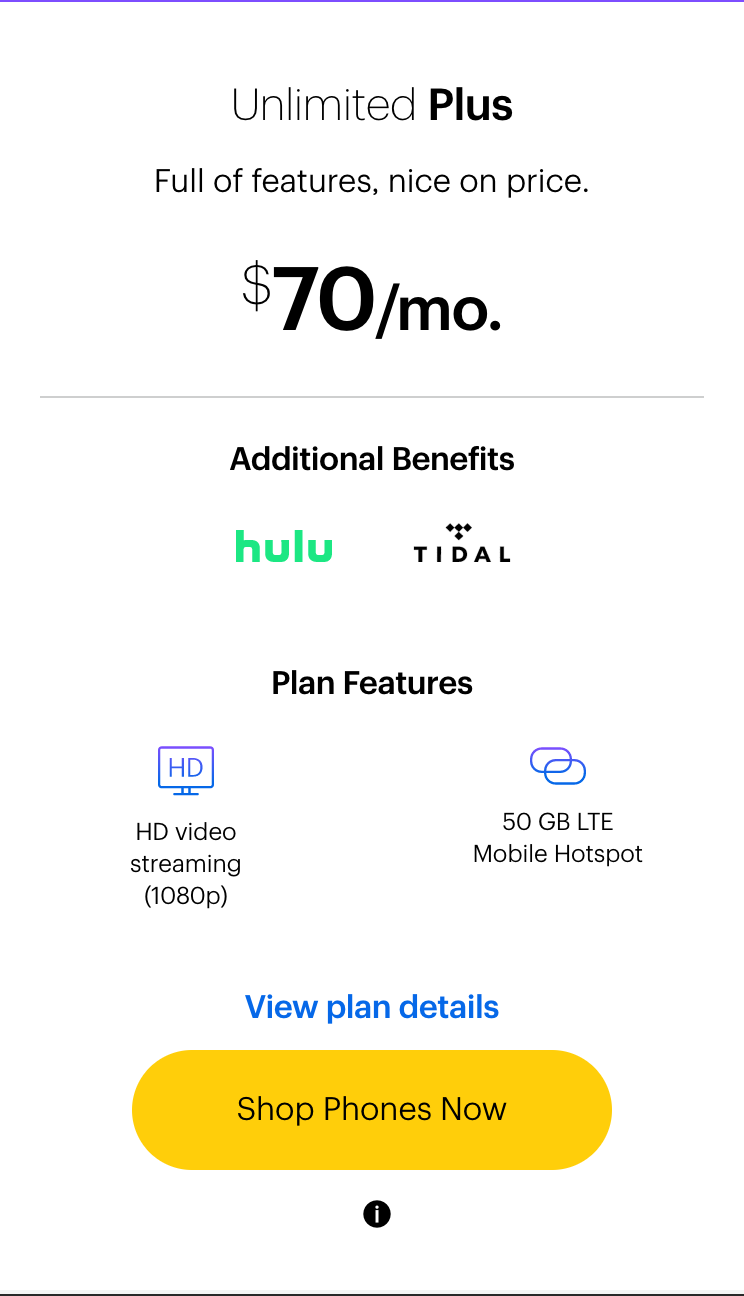 Unlimited Plus
Full of features, nice on price.
$70/mo.
Additional Benefits
hulu TIDAL
Plan Features
HD
HD video
streaming
(1080p)
50 GB LTE
Mobile Hotspot
View plan details
Shop Phones Now
i